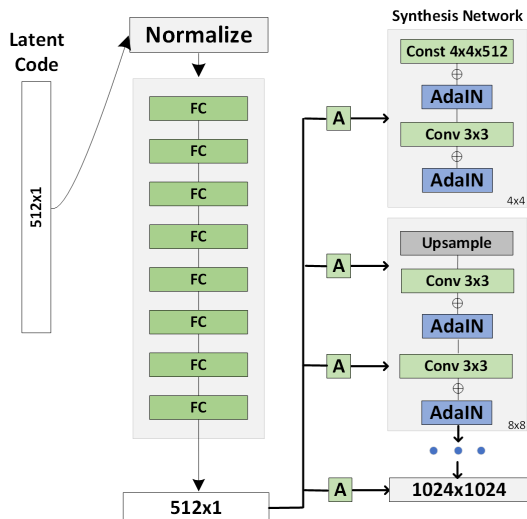 Latent
Code
512x1
Normalize
FC
FC
FC
FC
FC
FC
FC
FC
512x1
A
A
A
A
Synthesis Network
Const 4x4x512
AdaIN
Conv 3x3
AdaIN
4x4
Upsample
Conv 3x3
AdaIN
Conv 3x3
AdaIN
8x8
1024x1024